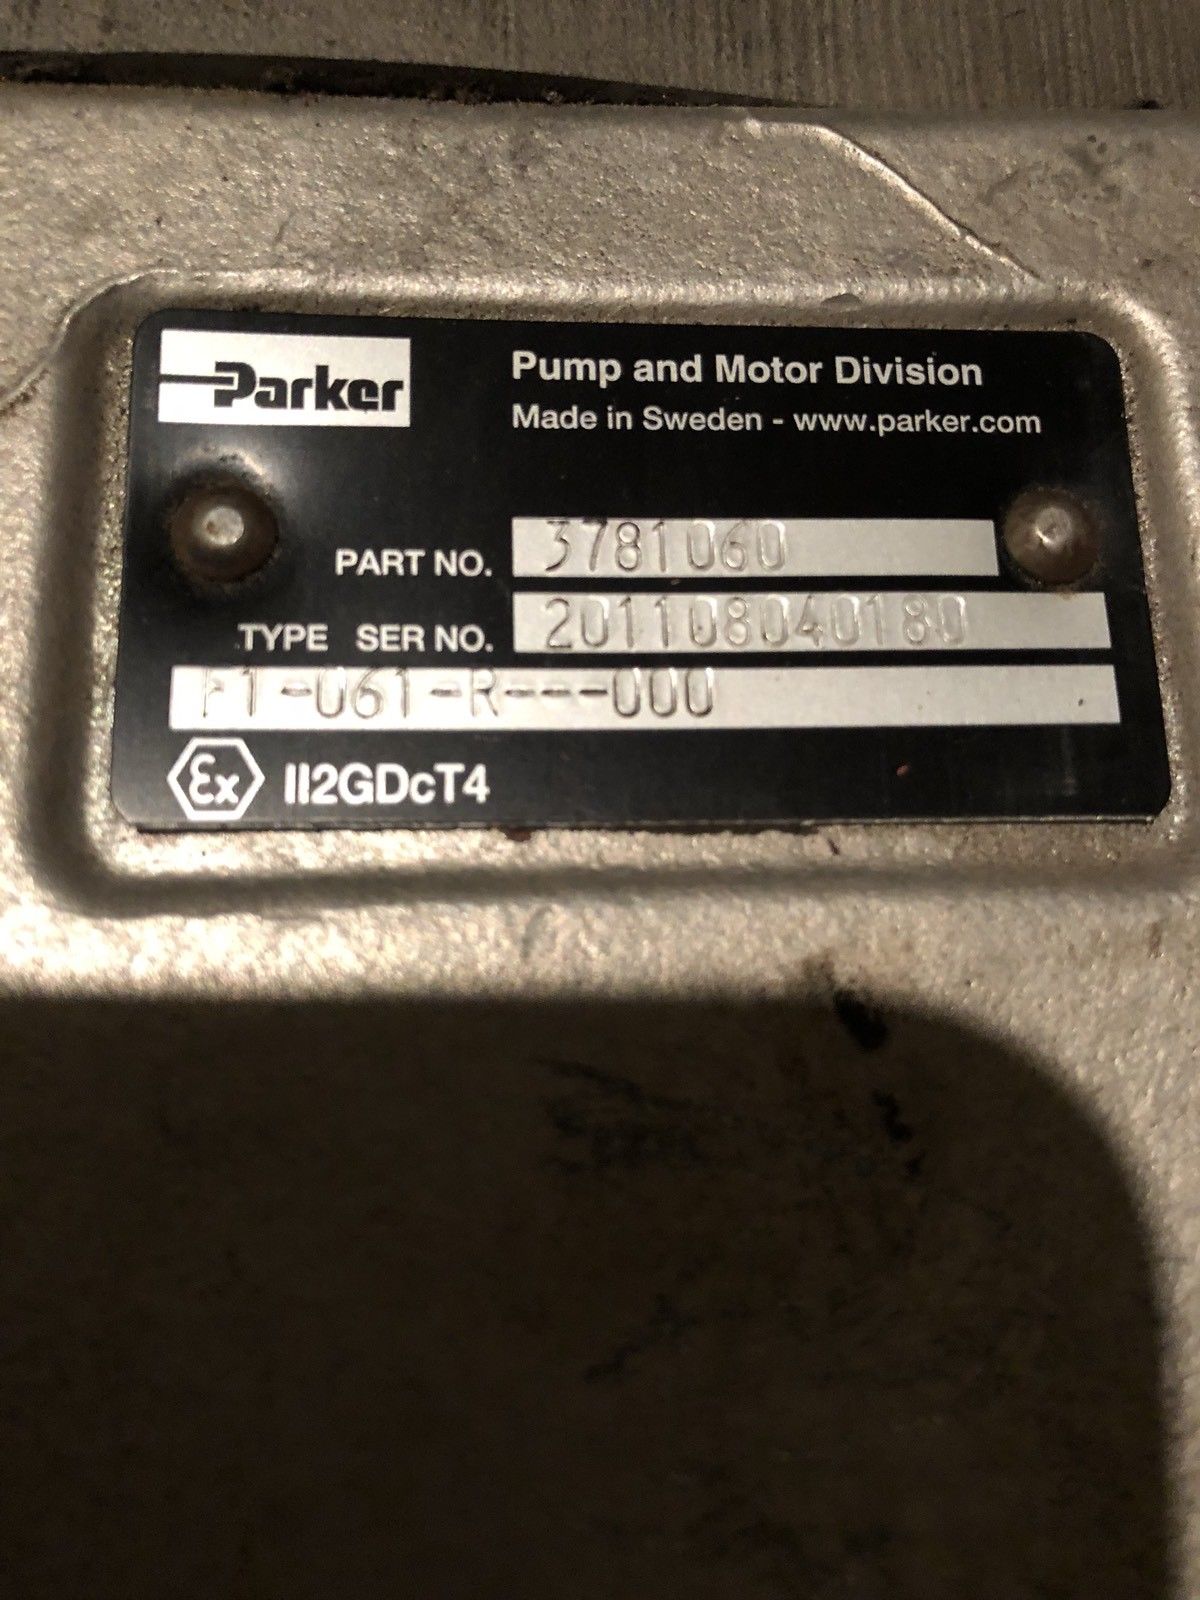 Parker
Pump and Motor Division
Made in Sweden - www.parker.com
PART NO. 3781060
TYPE SER NO. 201108040180
F1-061-R---000
Ex II2GDcT4